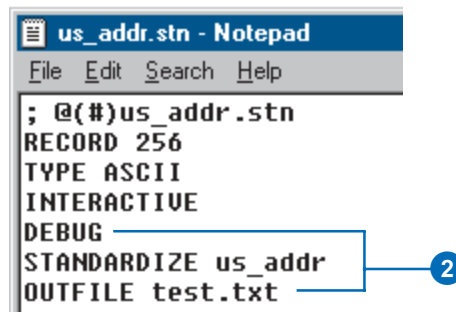 us_addr.stn - Notepad
File Edit Search Help
; @(#)us_addr.stn
RECORD 256
TYPE ASCII
INTERACTIVE
DEBUG
STANDARDIZE us_addr
OUTFILE test.txt
2